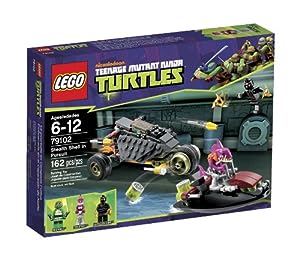 LEGO
nickelodeon
TEENAGE MUTANT NINJA
TURTLES
Ages/edades
6-12
79102
Stealth Shell in
Pursuit
162 pcs/pzs